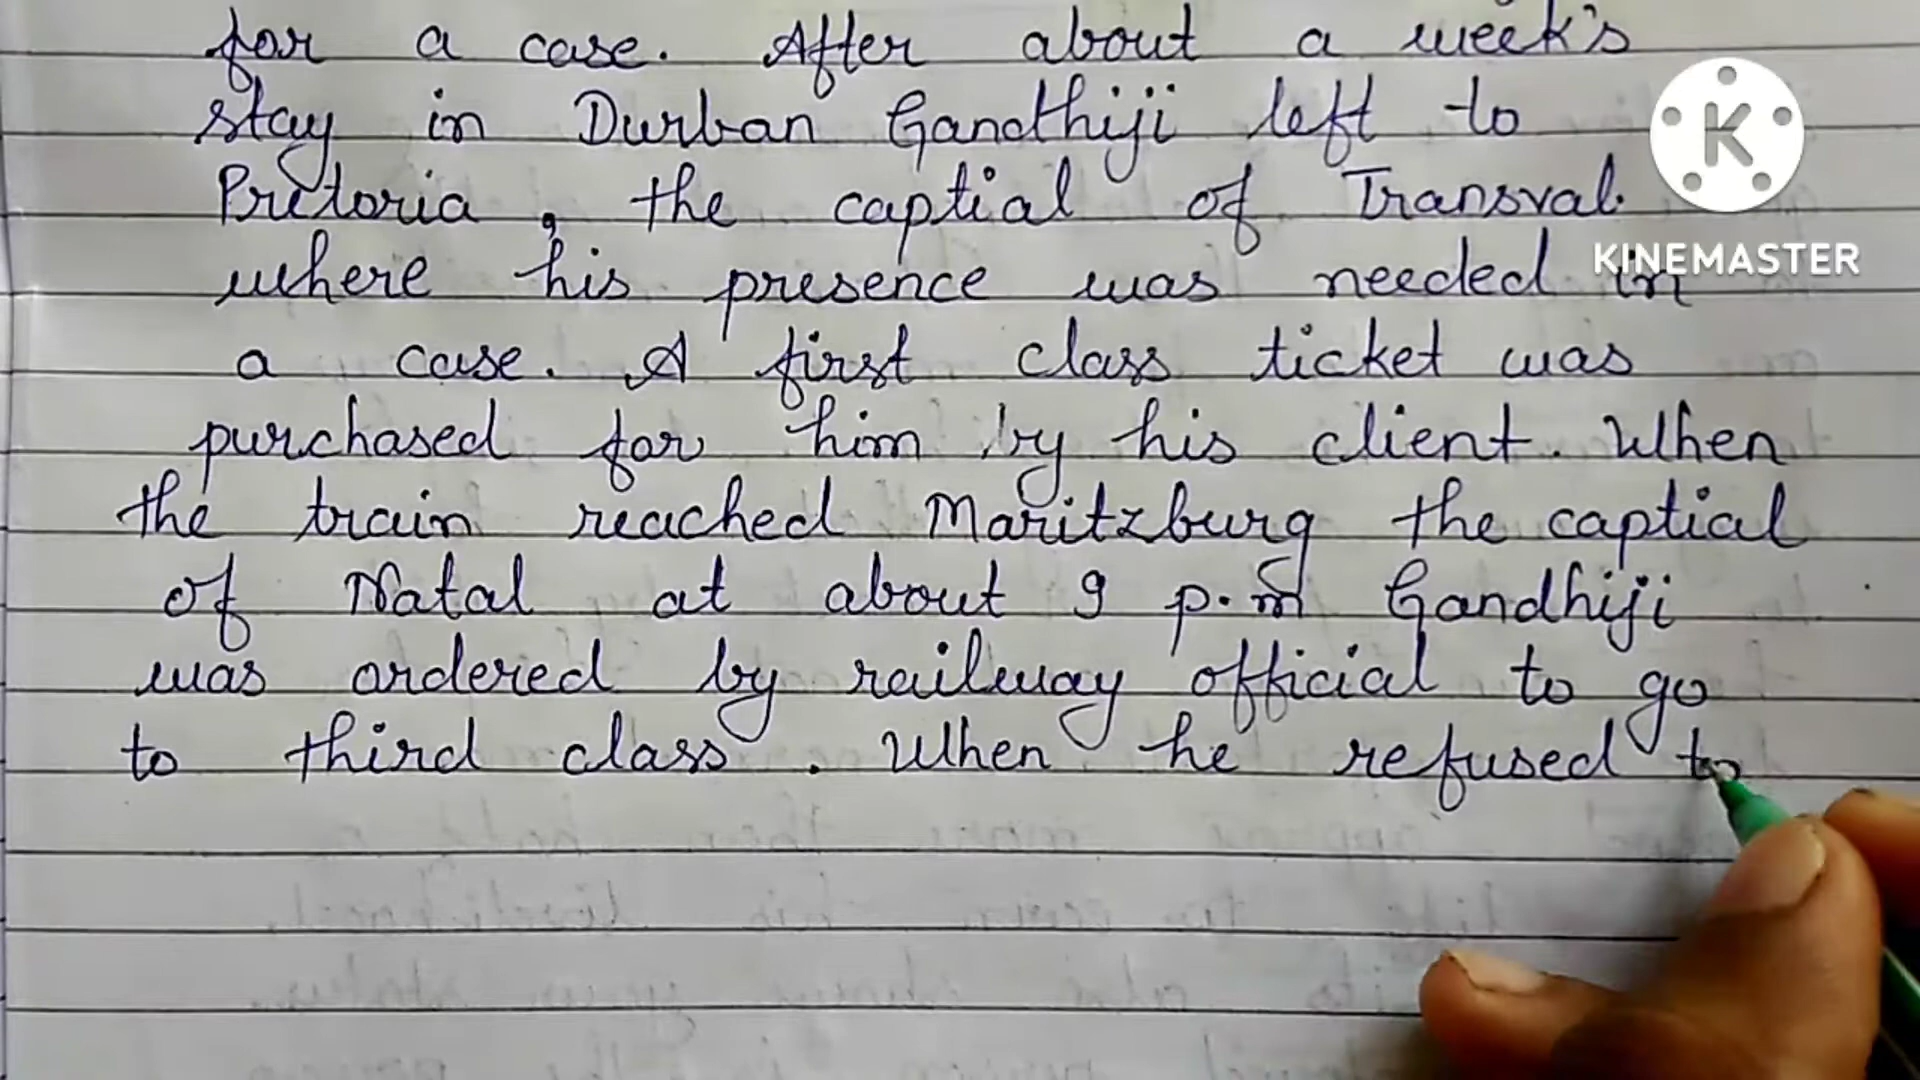 for a case. After about a week's
stay in Durban Gandhiji left to
Pretoria, the captial of Transval
where his presence was needed in
a case. A first class ticket was
purchased for him by his client. When
the train reached Maritzburg the captial
of Natal at about 9 p.m Gandhiji
was ordered by railway official to go
to third class. When he refused to
K
KINEMASTER